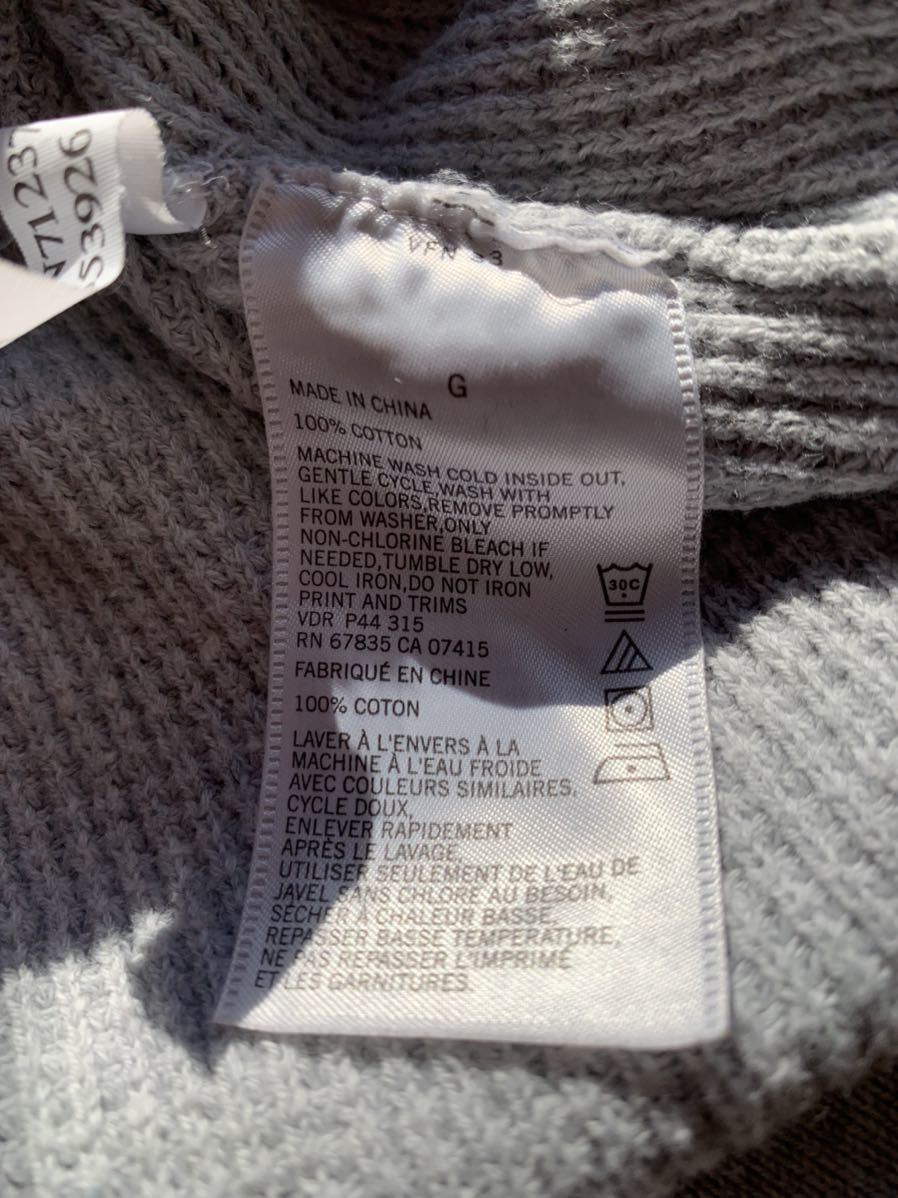 53926
G
MADE IN CHINA
100% COTTON
MACHINE WASH COLD INSIDE OUT,
GENTLE CYCLE,WASH WITH
LIKE COLORS,REMOVE PROMPTLY
FROM WASHER,ONLY
NON-CHLORINE BLEACH IF
NEEDED,TUMBLE DRY LOW,
COOL IRON,DO NOT IRON
PRINT AND TRIMS
VDR P44 315
RN 67835 CA 07415
30C
FABRIQUÉ EN CHINE
100% COTON
LAVER À L'ENVERS À LA
MACHINE À L'EAU FROIDE
AVEC COULEURS SIMILAIRES,
CYCLE DOUX,
ENLEVER RAPIDEMENT
APRÈS LE LAVAGE,
UTILISER SEULEMENT DE L'EAU DE
JAVEL SANS CHLORE AU BESOIN,
SÉCHER À CHALEUR BASSE,
REPASSER BASSE TEMPÉRATURE,
NE PAS REPASSER L'IMPRIMÉ
ET LES GARNITURES.